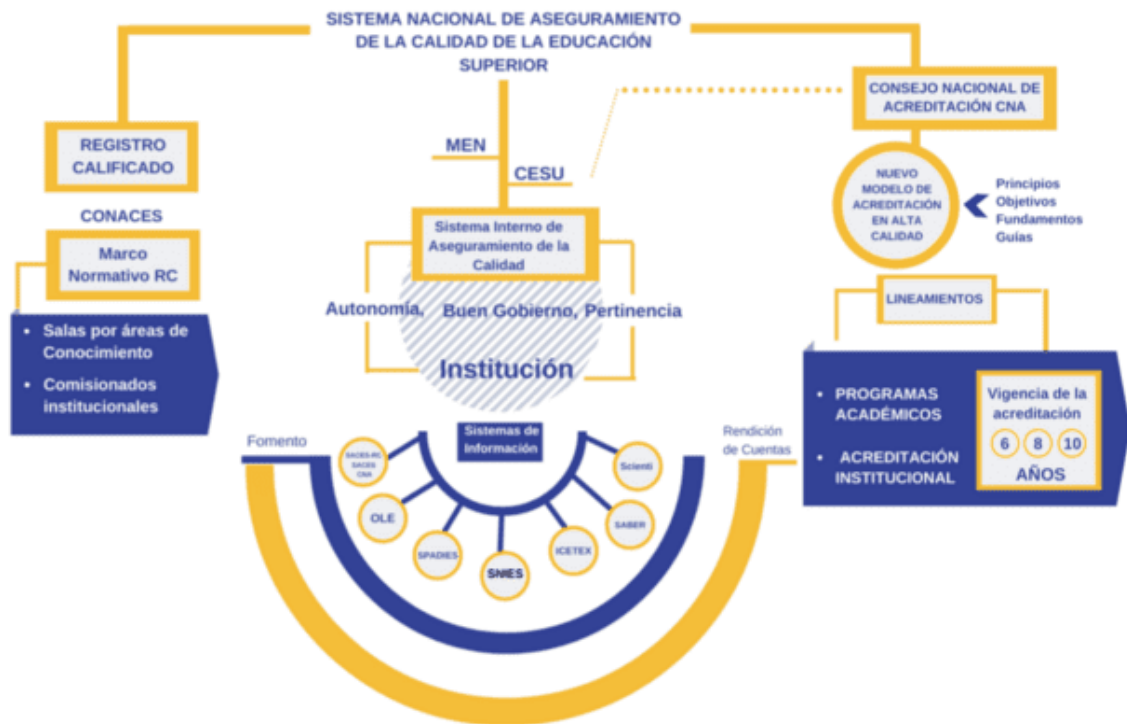 SISTEMA NACIONAL DE ASEGURAMIENTO
DE LA CALIDAD DE LA EDUCACIÓN
SUPERIOR
REGISTRO
CALIFICADO
CONACES
Marco
Normativo RC
• Salas por áreas de
Conocimiento
• Comisionados
institucionales
MEN
CESU
Sistema Interno de
Aseguramiento de la
Calidad
Autonomía, Buen Gobierno, Pertinencia
Institución
Sistemas de
Información
Fomento
Rendición
de Cuentas
SACES-RC
SACES
CNA
OLE
SPADIES
SNIES
ICETEX
SABER
Scienti
CONSEJO NACIONAL DE
ACREDITACIÓN CNA
NUEVO
MODELO DE
ACREDITACIÓN
EN ALTA
CALIDAD
Principios
Objetivos
Fundamentos
Guías
LINEAMIENTOS
• PROGRAMAS
ACADÉMICOS
• ACREDITACIÓN
INSTITUCIONAL
Vigencia de la
acreditación
6 8 10
AÑOS